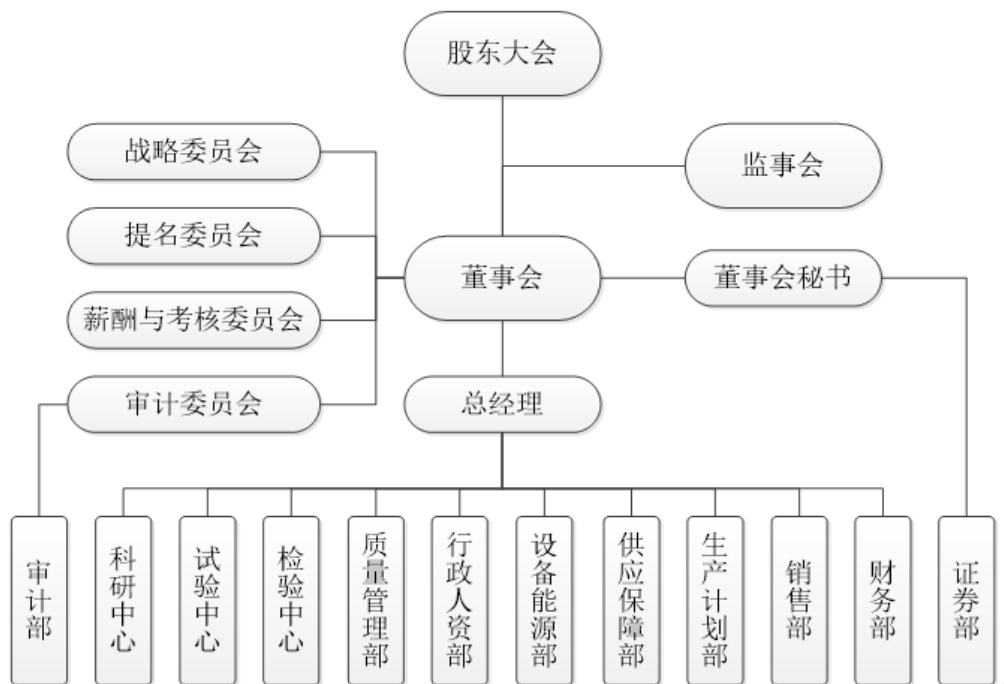 股东大会
战略委员会
监事会
提名委员会
董事会
董事会秘书
薪酬与考核委员会
审计委员会
总经理
审计部
科研中心
试验中心
检验中心
质量管理部
行政人资部
设备能源部
供应保障部
生产计划部
销售部
财务部
证券部